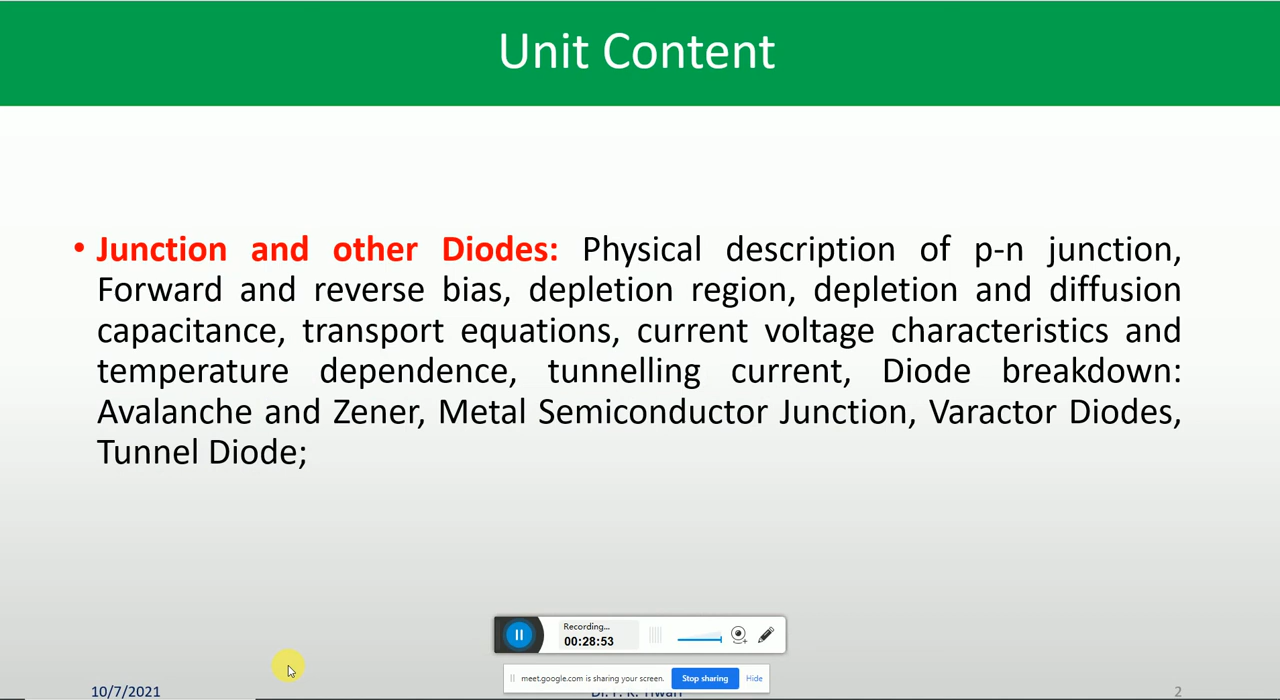 Unit Content
• Junction and other Diodes: Physical description of p-n junction,
Forward and reverse bias, depletion region, depletion and diffusion
capacitance, transport equations, current voltage characteristics and
temperature dependence, tunnelling current, Diode breakdown:
Avalanche and Zener, Metal Semiconductor Junction, Varactor Diodes,
Tunnel Diode;
Recording...
00:28:53
meet.google.com is sharing your screen. Stop sharing Hide
10/7/2021
2